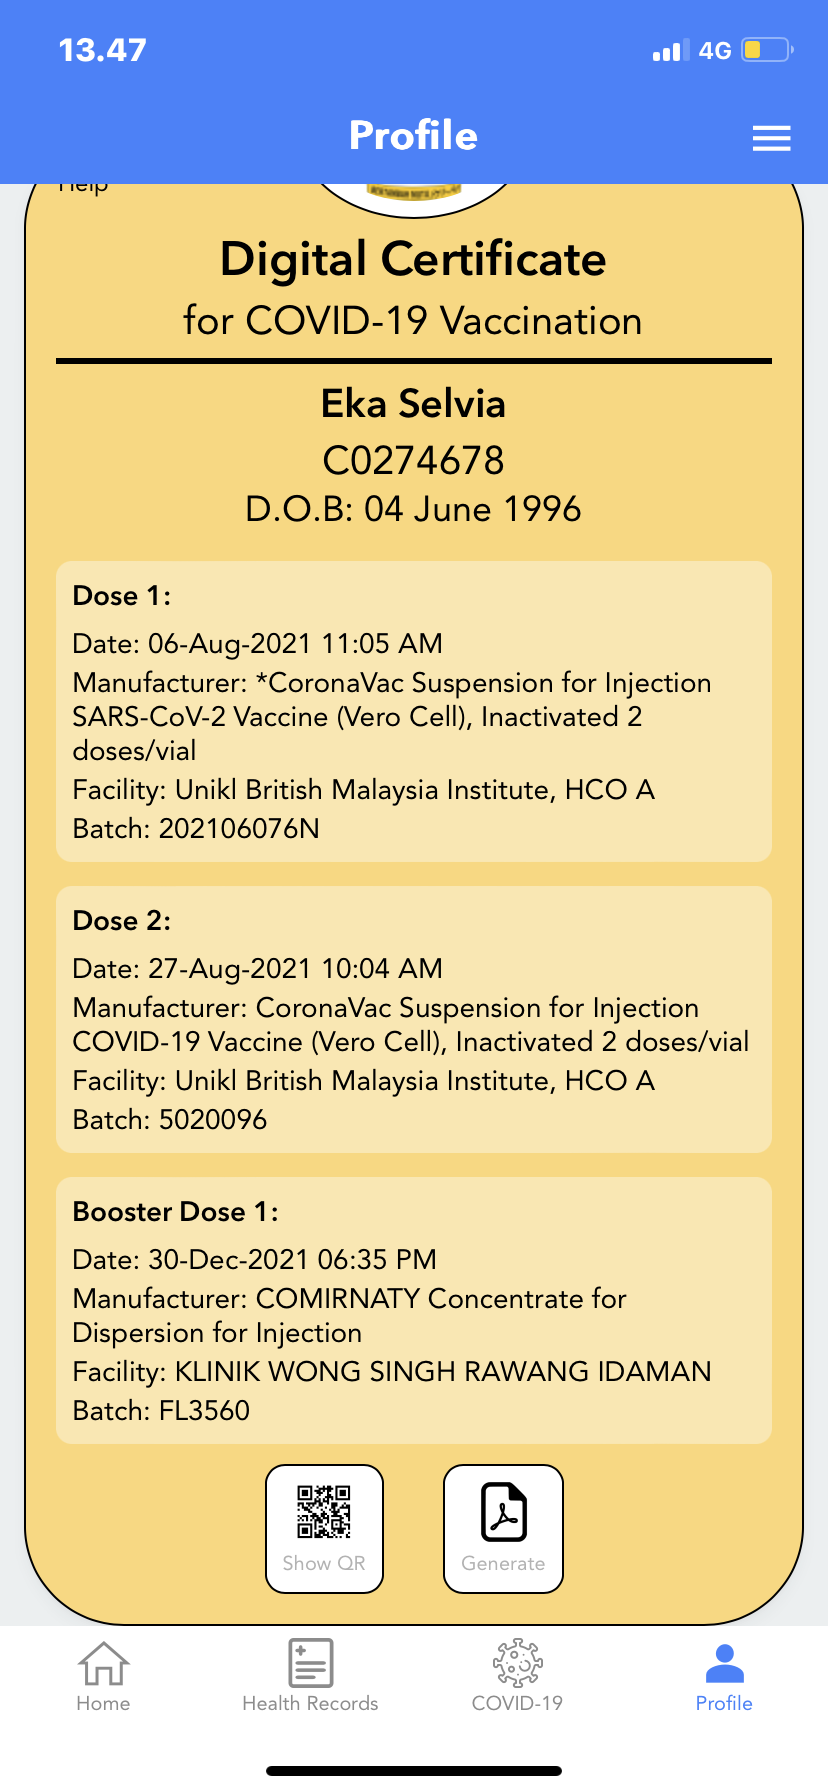 13.47
4G
Profile
Help
Digital Certificate
for COVID-19 Vaccination
Eka Selvia
C0274678
D.O.B: 04 June 1996
Dose 1:
Date: 06-Aug-2021 11:05 AM
Manufacturer: *CoronaVac Suspension for Injection
SARS-CoV-2 Vaccine (Vero Cell), Inactivated 2
doses/vial
Facility: Unikl British Malaysia Institute, HCO A
Batch: 202106076N
Dose 2:
Date: 27-Aug-2021 10:04 AM
Manufacturer: CoronaVac Suspension for Injection
COVID-19 Vaccine (Vero Cell), Inactivated 2 doses/vial
Facility: Unikl British Malaysia Institute, HCO A
Batch: 5020096
Booster Dose 1:
Date: 30-Dec-2021 06:35 PM
Manufacturer: COMIRNATY Concentrate for
Dispersion for Injection
Facility: KLINIK WONG SINGH RAWANG IDAMAN
Batch: FL3560
Show QR
Generate
Home
Health Records
COVID-19
Profile